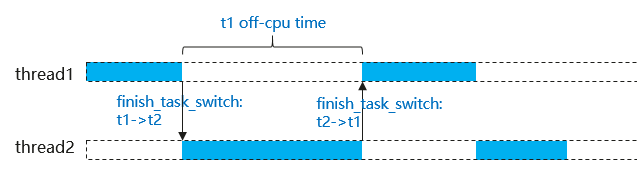 t1 off-cpu time
thread1
finish_task_switch:
t1->t2
finish_task_switch:
t2->t1
thread2